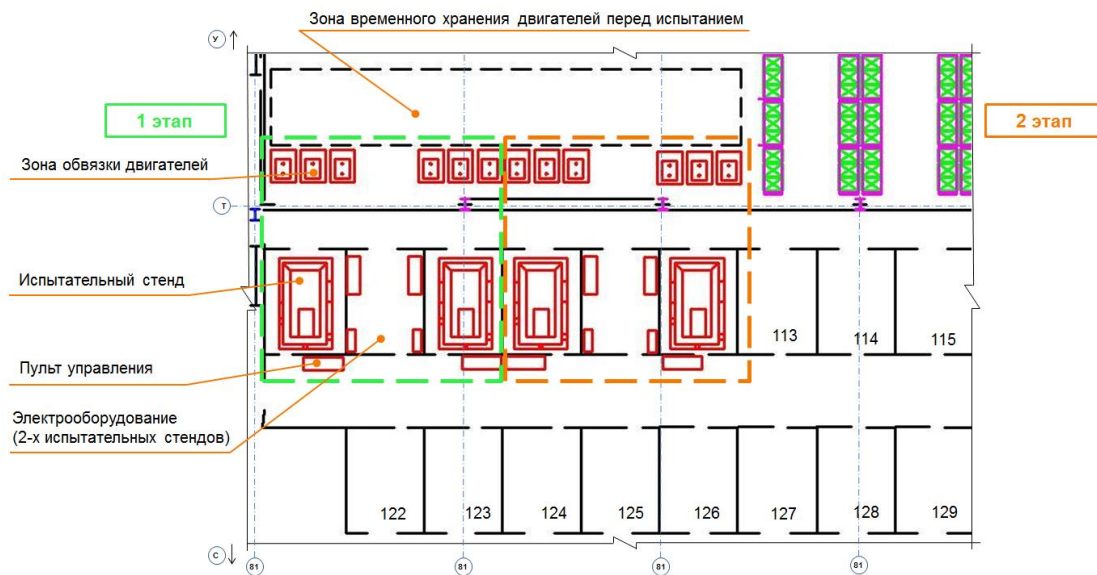 Зона временного хранения двигателей перед испытанием
У
1 этап
2 этап
Зона обвязки двигателей
Т
Испытательный стенд
113
114
115
Пульт управления
Электрооборудование
(2-х испытательных стендов)
122
123
124
125
126
127
128
129
С
81
81
81
81